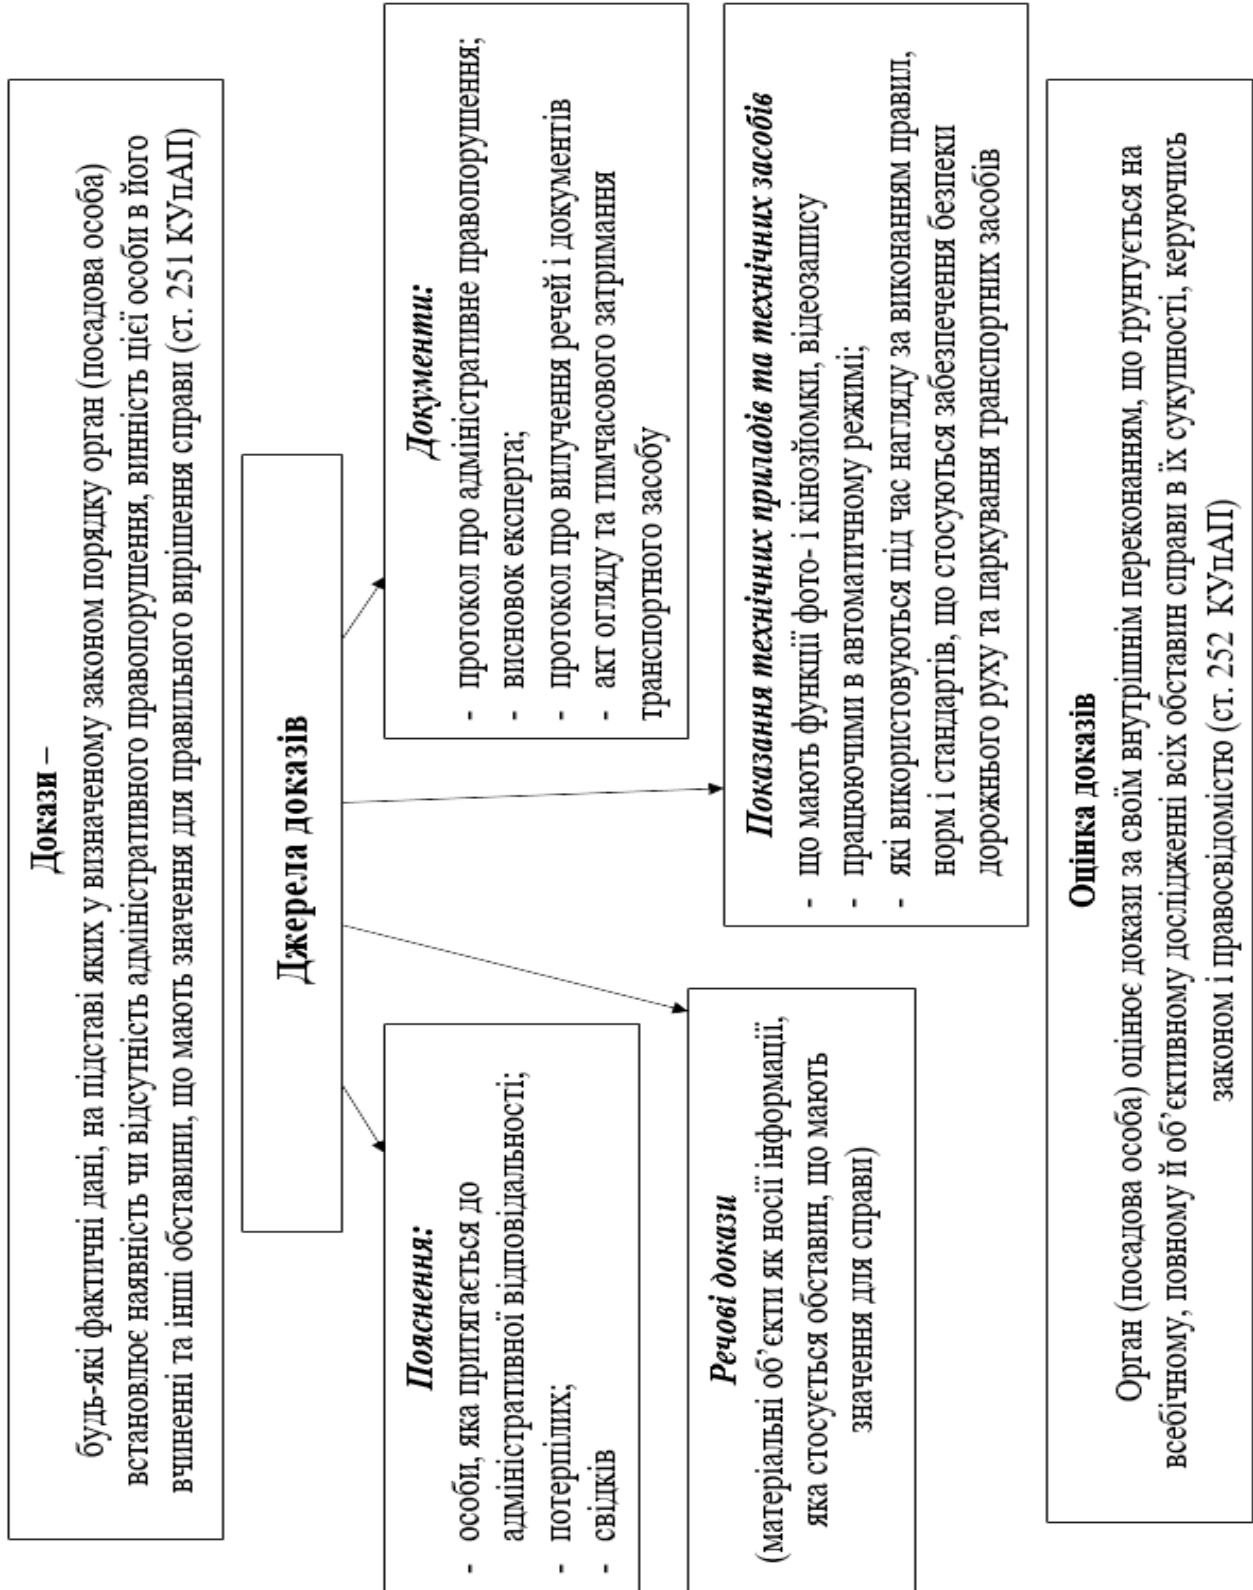 Докази –
будь-які фактичні дані, на підставі яких у визначеному законом порядку орган (посадова особа)
встановлює наявність чи відсутність адміністративного правопорушення, винність цієї особи в його
вчиненні та інші обставини, що мають значення для правильного вирішення справи (ст. 251 КУпАП)
Джерела доказів
Пояснення:
- особи, яка притягається до
адміністративної відповідальності;
- потерпілих;
- свідків
Документи:
- протокол про адміністративне правопорушення;
- висновок експерта;
- протокол про вилучення речей і документів
- акт огляду та тимчасового затримання
транспортного засобу
Речові докази
(матеріальні об’єкти як носії інформації,
яка стосується обставин, що мають
значення для справи)
Показання технічних приладів та технічних засобів
- що мають функції фото- і кінозйомки, відеозапису
- працюючими в автоматичному режимі;
- які використовуються під час нагляду за виконанням правил,
норм і стандартів, що стосуються забезпечення безпеки
дорожнього руху та паркування транспортних засобів
Оцінка доказів
Орган (посадова особа) оцінює докази за своїм внутрішнім переконанням, що ґрунтується на
всебічному, повному й об’єктивному дослідженні всіх обставин справи в їх сукупності, керуючись
законом і правосвідомістю (ст. 252 КУпАП)